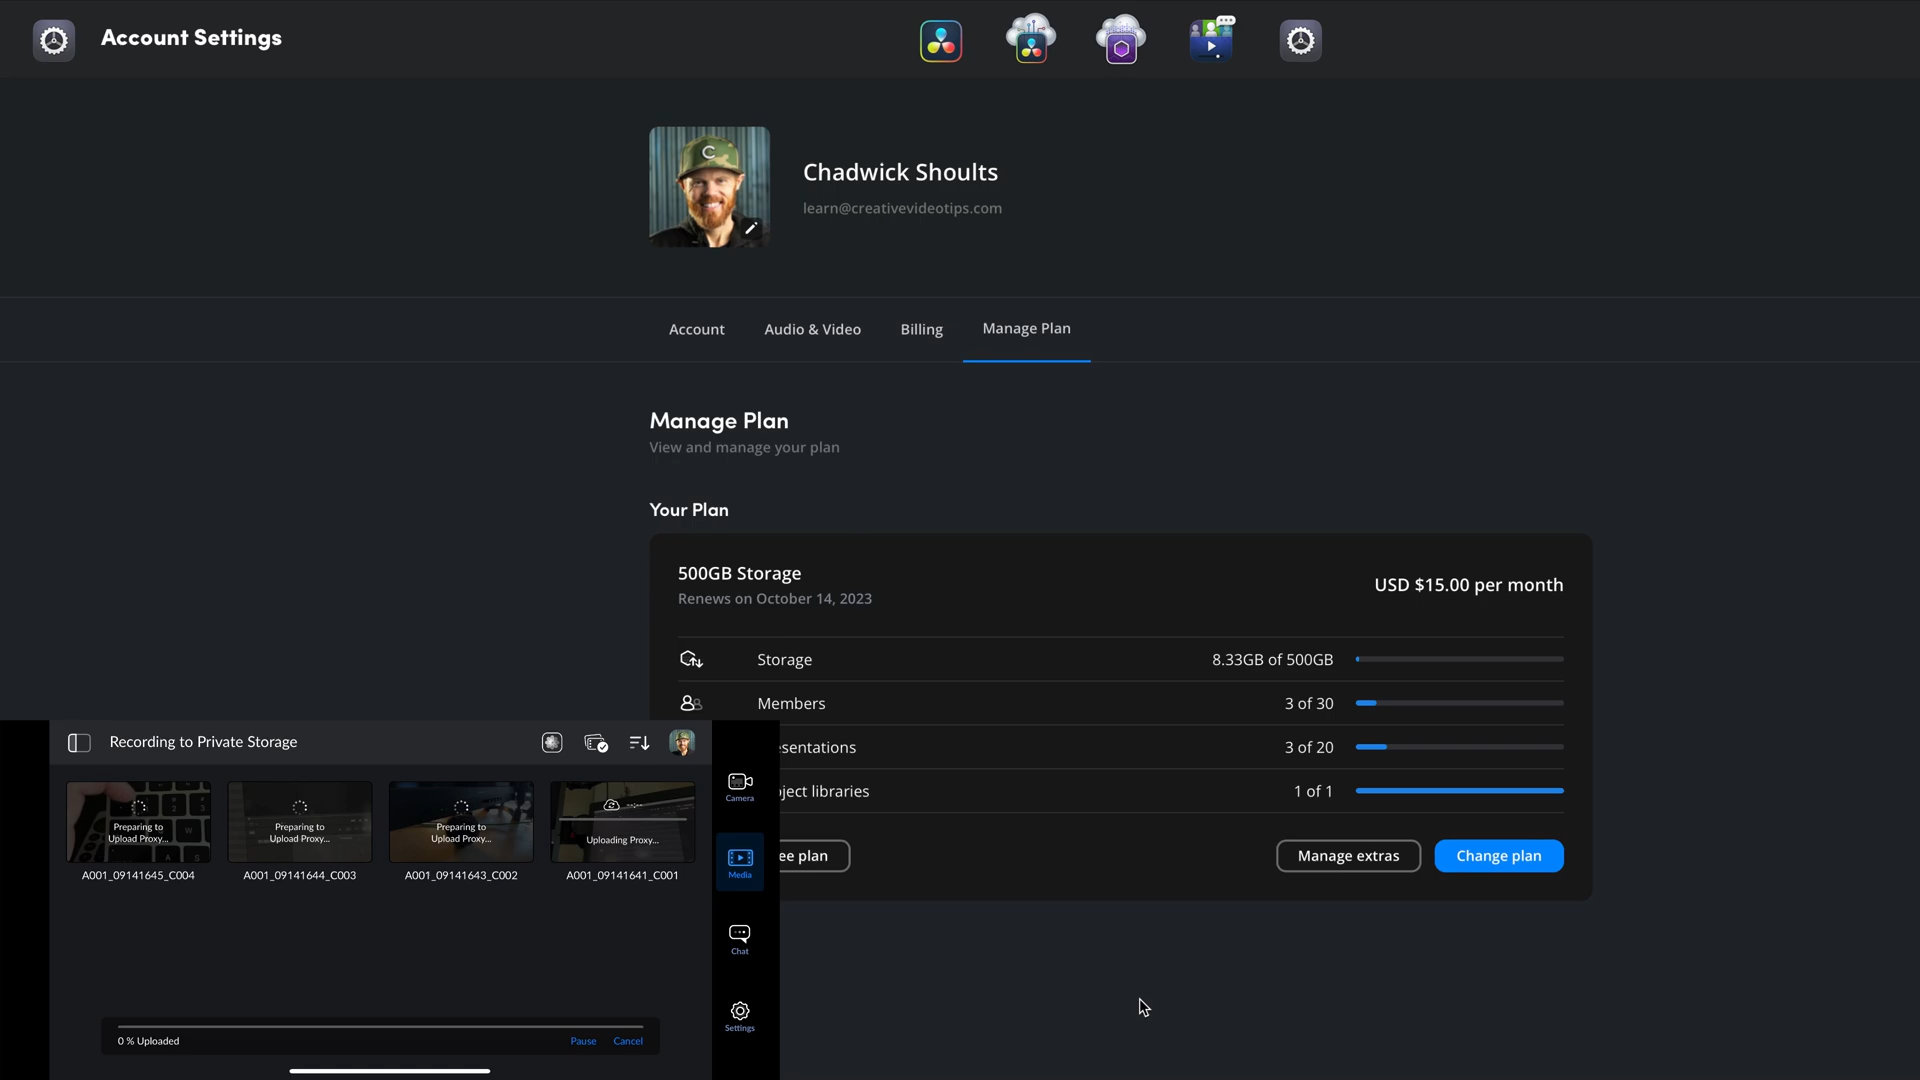 Account Settings
Chadwick Shoults
learn@creativevideotips.com
Account
Audio & Video
Billing
Manage Plan
Manage Plan
View and manage your plan
Your Plan
500GB Storage
Renews on October 14, 2023
USD $15.00 per month
Storage
8.33GB of 500GB
Members
3 of 30
esentations
3 of 20
ject libraries
1 of 1
ee plan
Manage extras
Change plan
Recording to Private Storage
Preparing to
Upload Proxy...
A001_09141645_C004
Preparing to
Upload Proxy...
A001_09141644_C003
Preparing to
Upload Proxy...
A001_09141643_C002
Uploading Proxy...
A001_09141641_C001
0 % Uploaded
Pause
Cancel
Camera
Media
Chat
Settings